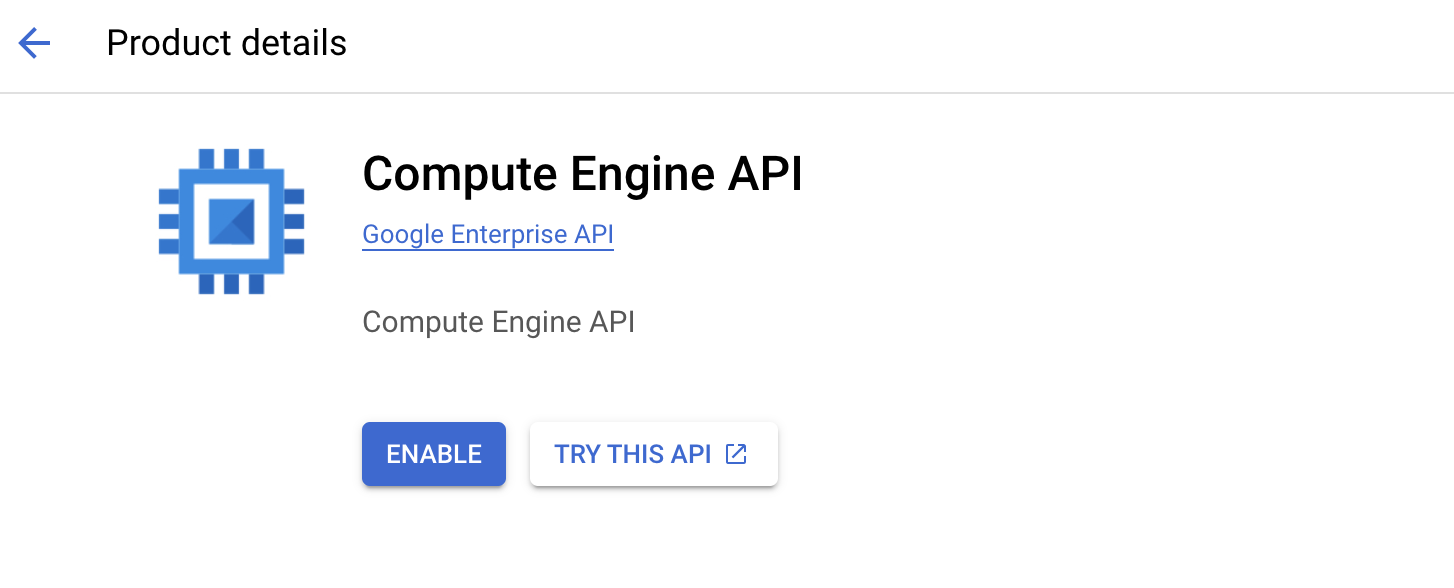 Product details
Compute Engine API
Google Enterprise API
Compute Engine API
ENABLE
TRY THIS API